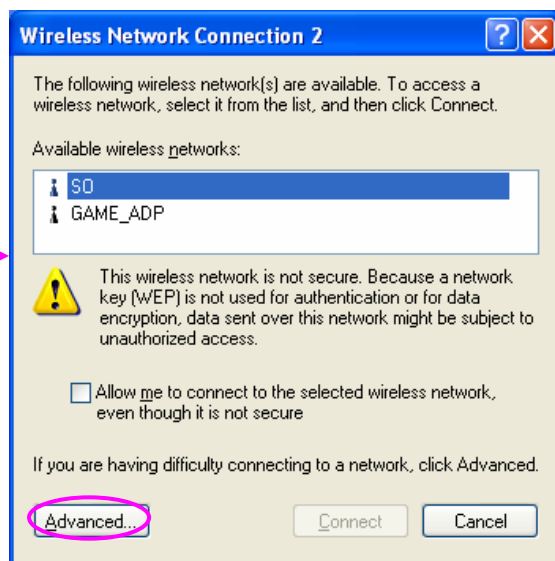 Wireless Network Connection 2
The following wireless network(s) are available. To access a
wireless network, select it from the list, and then click Connect.
Available wireless networks:
SO
GAME_ADP
This wireless network is not secure. Because a network
key (WEP) is not used for authentication or for data
encryption, data sent over this network might be subject to
unauthorized access.
Allow me to connect to the selected wireless network,
even though it is not secure
If you are having difficulty connecting to a network, click Advanced.
Advanced... Connect Cancel